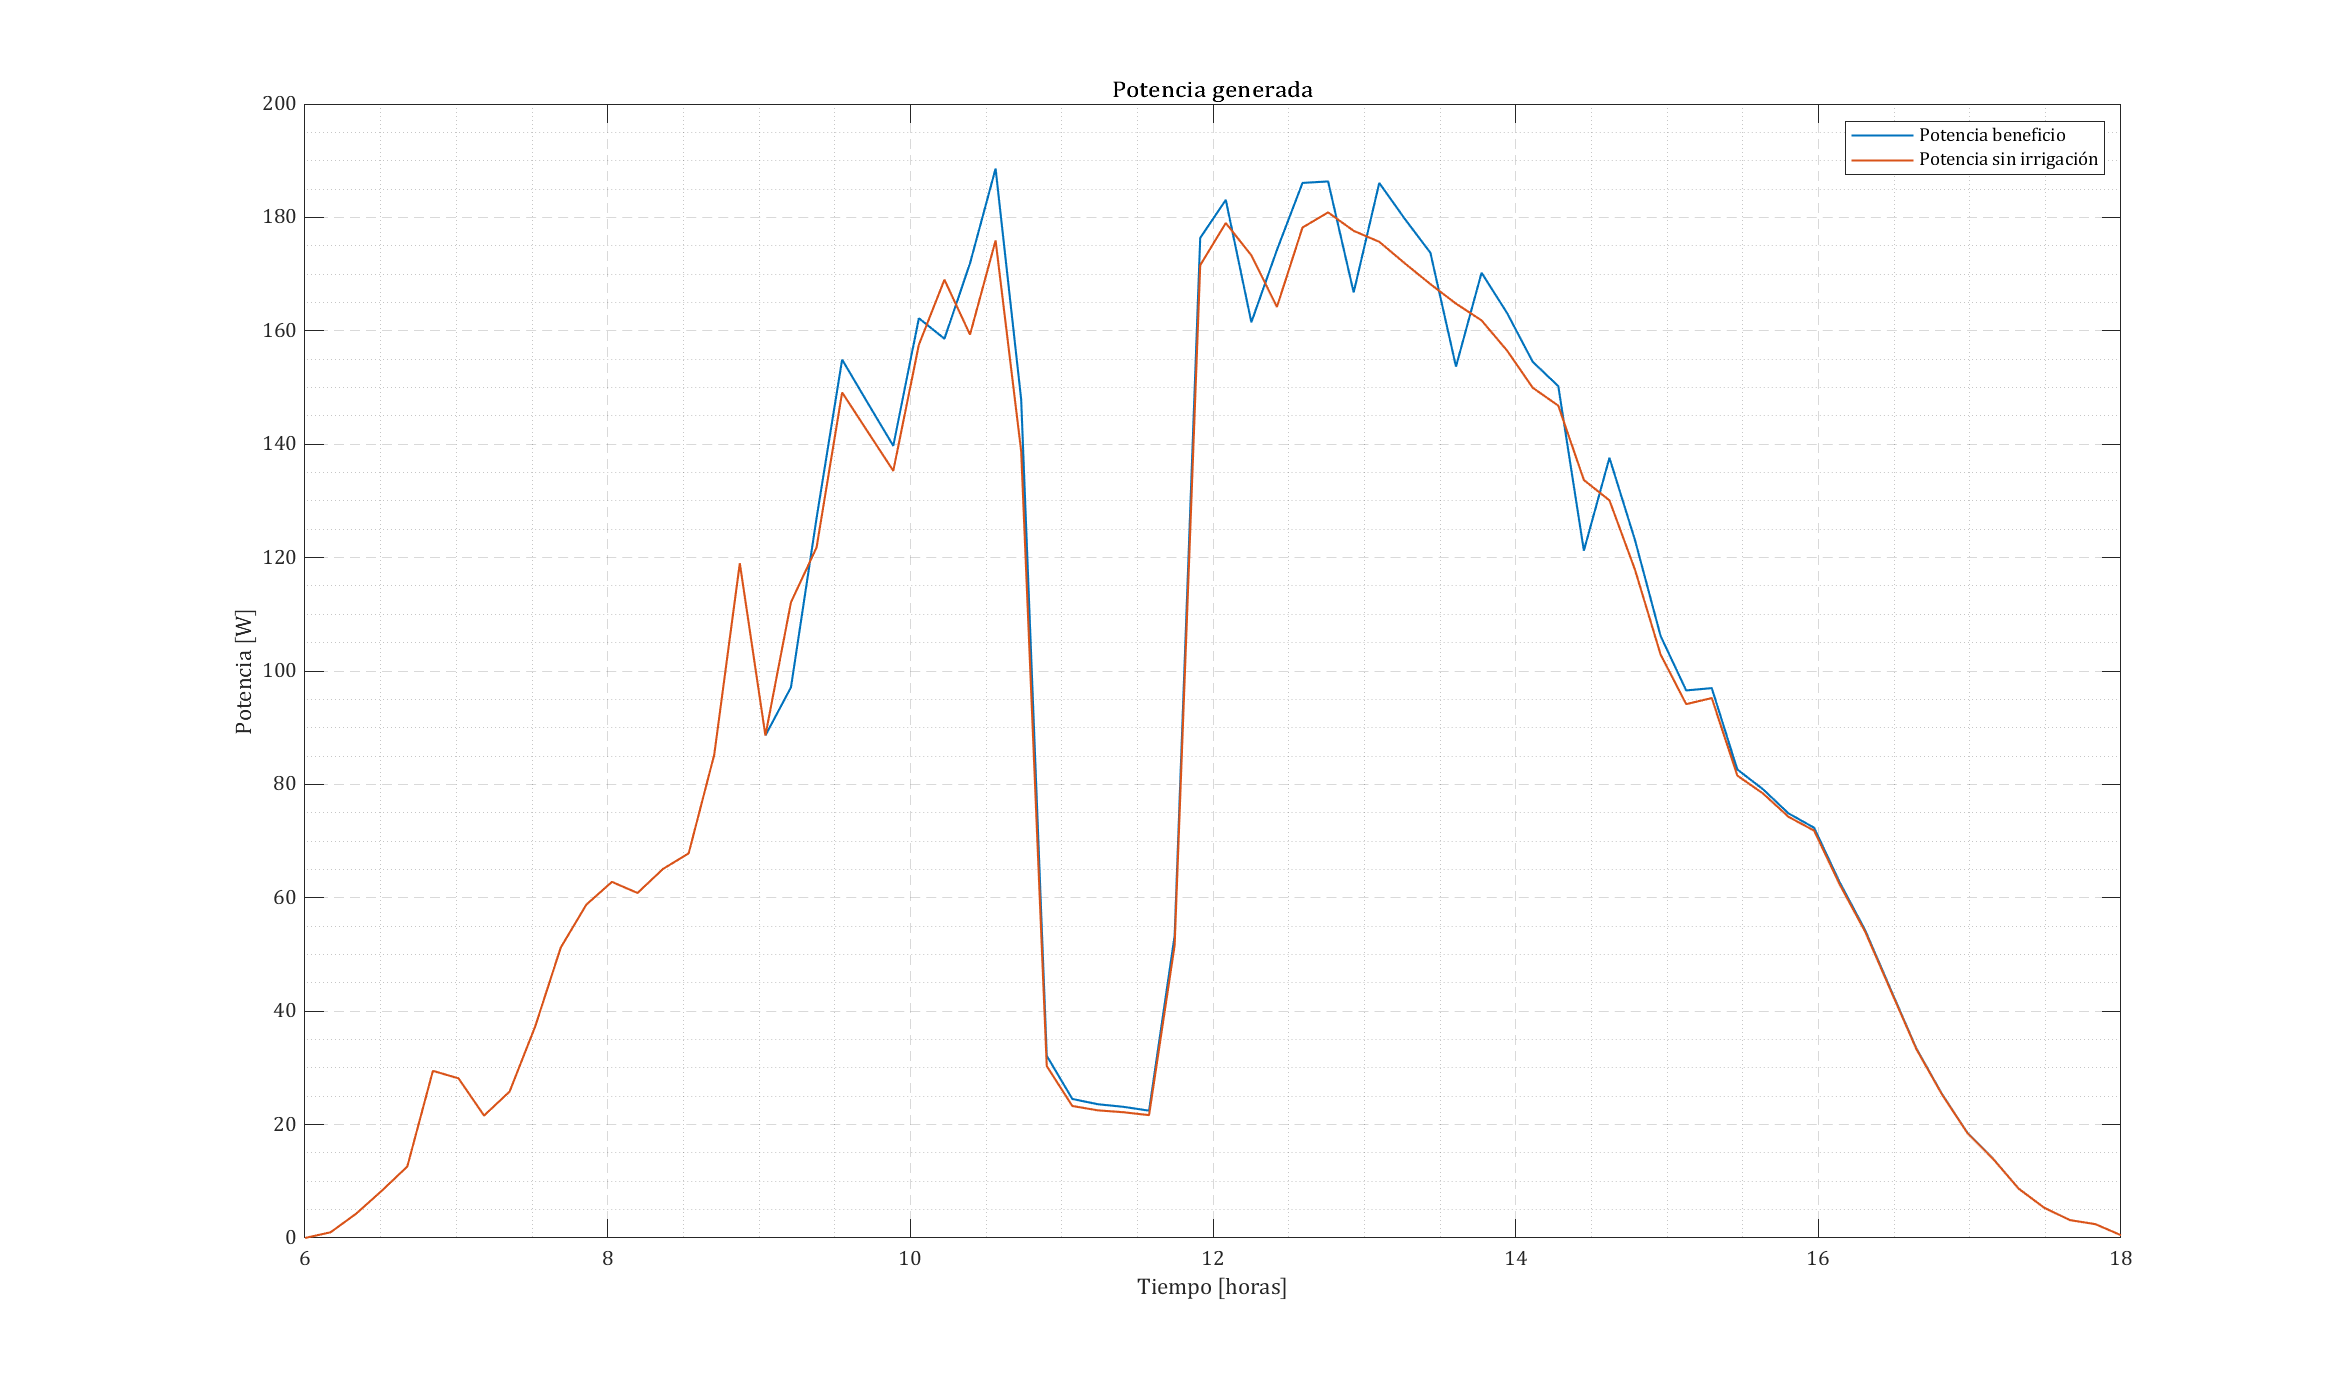 Potencia generada
200
180
160
140
120
100
80
60
40
20
0
Potencia [W]
Potencia beneficio
Potencia sin irrigación
6 8 10 12 14 16 18
Tiempo [horas]